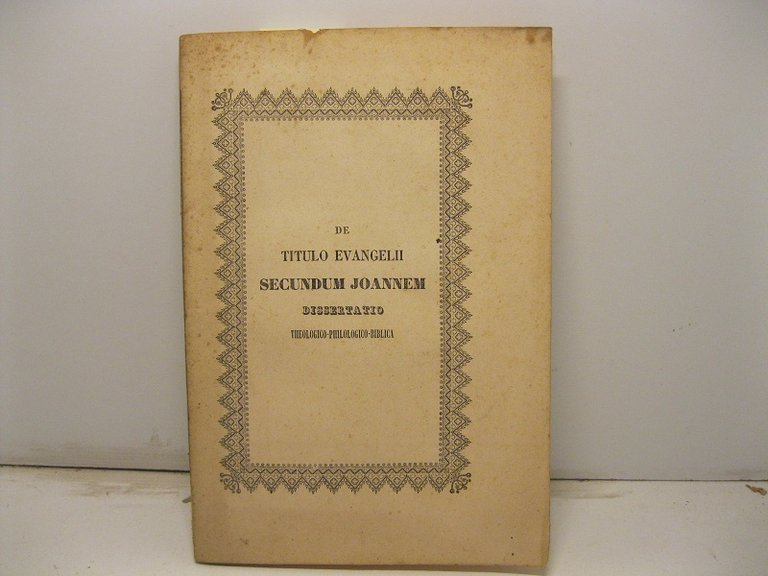 DE
TITULO EVANGELII
SECUNDUM JOANNEM
DISSERTATIO
THEOLOGICO-PHILOLOGICO-BIBLICA